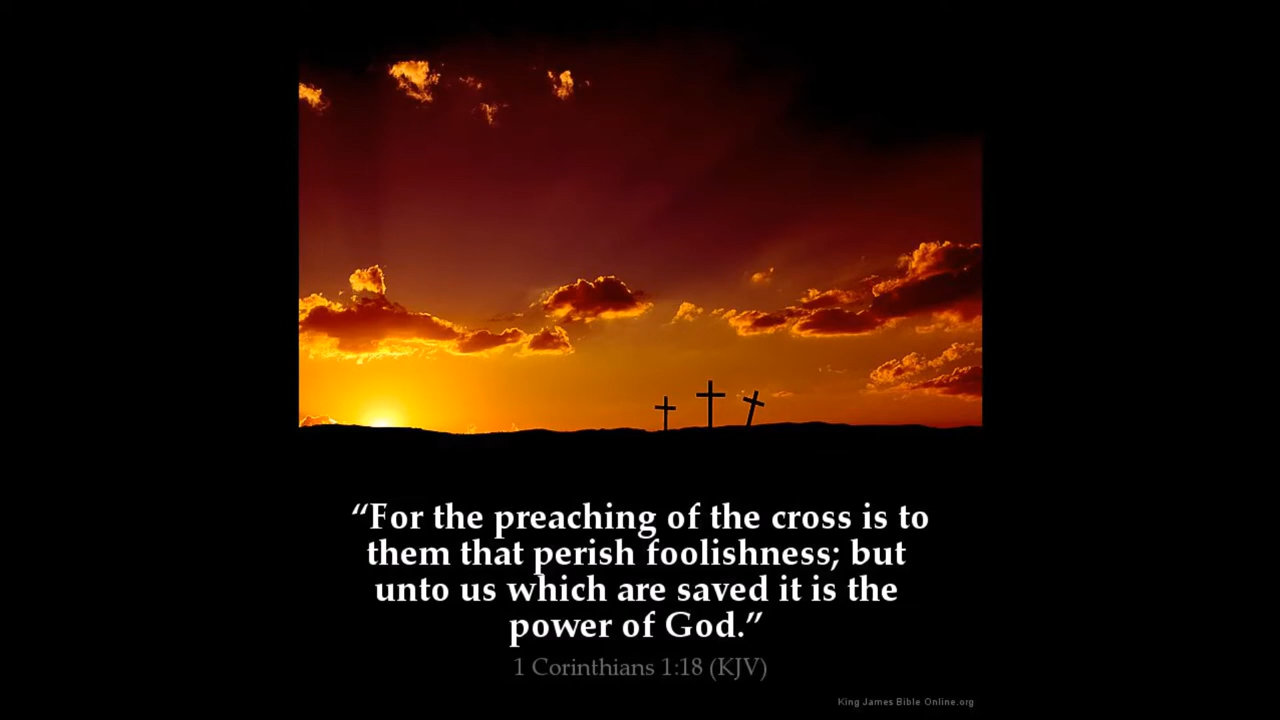 “For the preaching of the cross is to
them that perish foolishness; but
unto us which are saved it is the
power of God.”
1 Corinthians 1:18 (KJV)
King James Bible Online.org